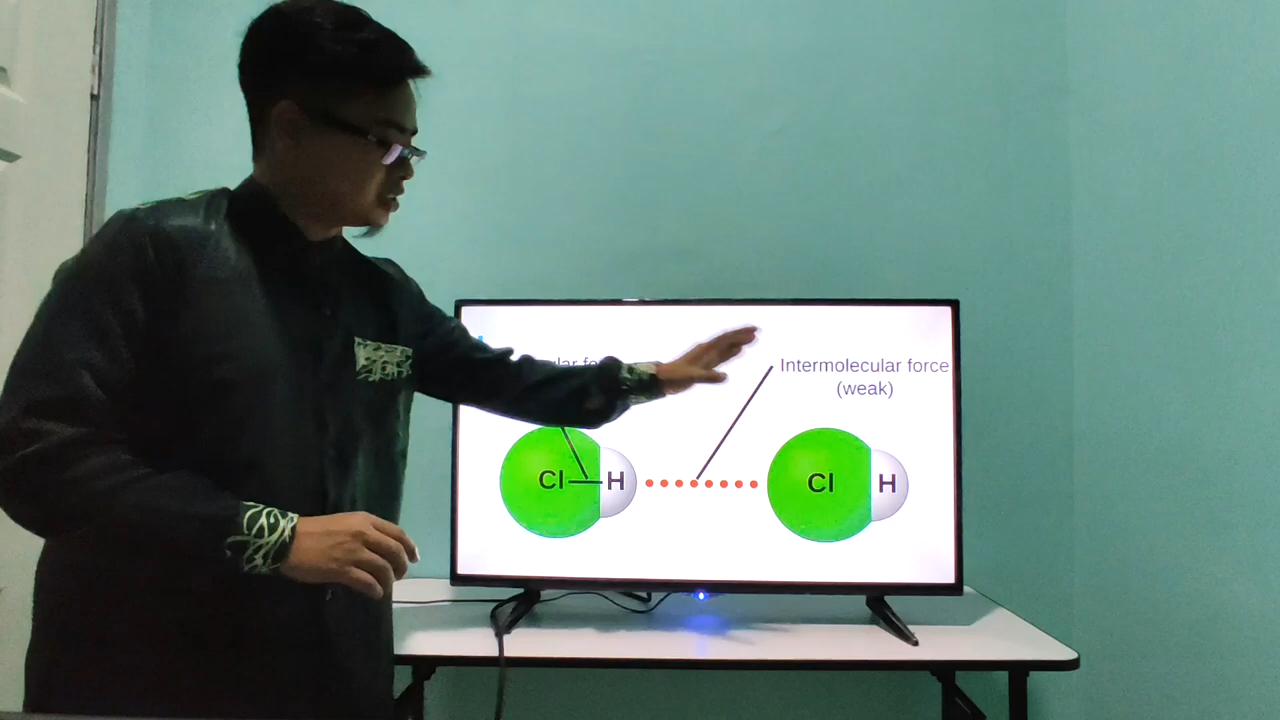 Intermolecular force
(weak)
Cl
H
Cl
H